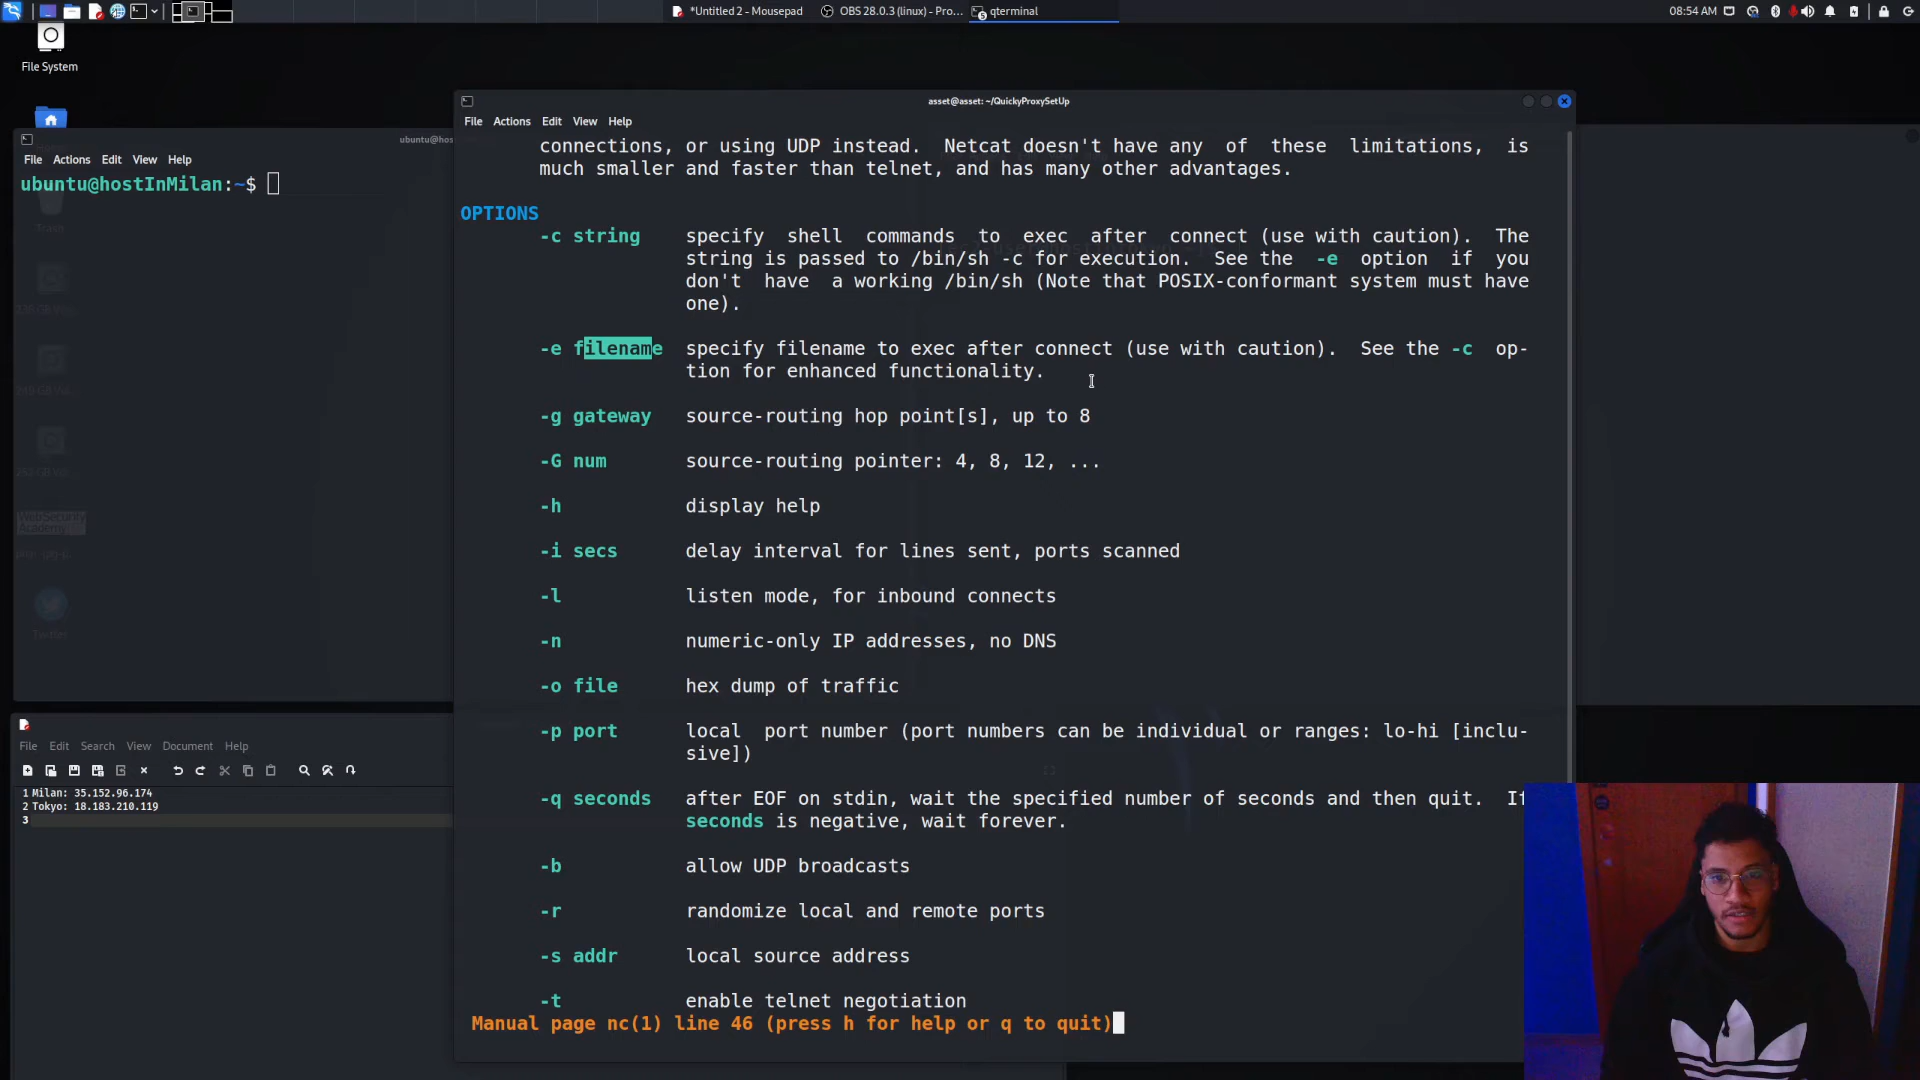 *Untitled 2 - Mousepad
OBS 28.0.3 (linux) - Pro...
5
qterminal
08:54 AM
File System
asset@asset: ~/QuickyProxySetUp
File Actions Edit View Help
ubuntu@hos
File Actions Edit View Help
ubuntu@hostInMilan:~$
Trash
WebSecurity
Academy
Twitter
connections, or using UDP instead.  Netcat doesn't have any of these limitations, is
much smaller and faster than telnet, and has many other advantages.
OPTIONS
-c string specify shell commands to exec after connect (use with caution). The
string is passed to /bin/sh -c for execution. See the -e option if you
don't have a working /bin/sh (Note that POSIX-conformant system must have
one).
-e filename specify filename to exec after connect (use with caution). See the -c op-
tion for enhanced functionality.
-g gateway source-routing hop point[s], up to 8
-G num source-routing pointer: 4, 8, 12, ...
-h display help
-i secs delay interval for lines sent, ports scanned
-l listen mode, for inbound connects
-n numeric-only IP addresses, no DNS
-o file hex dump of traffic
-p port local port number (port numbers can be individual or ranges: lo-hi [inclu-
sive])
-q seconds after EOF on stdin, wait the specified number of seconds and then quit. If
seconds is negative, wait forever.
-b allow UDP broadcasts
-r randomize local and remote ports
-s addr local source address
-t enable telnet negotiation
Manual page nc(1) line 46 (press h for help or q to quit)
File Edit Search View Document Help
1 Milan: 35.152.96.174
2 Tokyo: 18.183.210.119
3